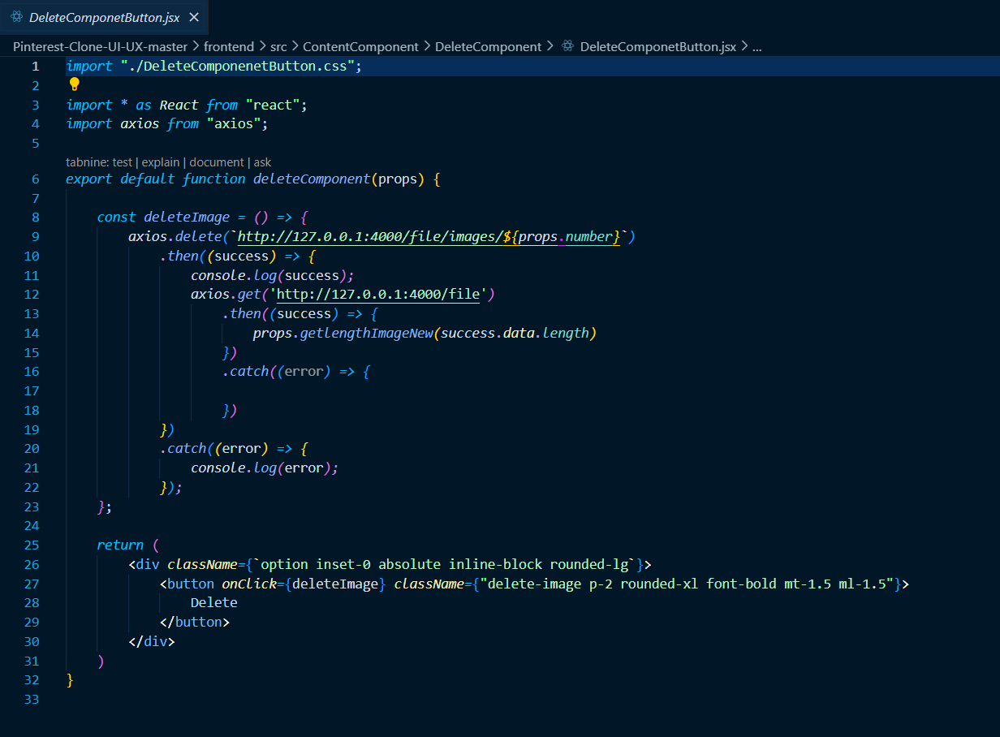 DeleteComponetButton.jsx
Pinterest-Clone-UI-UX-master > frontend > src > ContentComponent > DeleteComponent > DeleteComponetButton.jsx > ...
1 import "./DeleteComponenetButton.css";
2
3 import * as React from "react";
4 import axios from "axios";
5
tabnine: test | explain | document | ask
6 export default function deleteComponent(props) {
7
8     const deleteImage = () => {
9         axios.delete(`http://127.0.0.1:4000/file/images/${props.number}`)
10             .then((success) => {
11                 console.log(success);
12                 axios.get('http://127.0.0.1:4000/file')
13                     .then((success) => {
14                         props.getlengthImageNew(success.data.length)
15                     })
16                     .catch((error) => {
17
18                     })
19             })
20             .catch((error) => {
21                 console.log(error);
22             });
23     };
24
25     return (
26         <div className={`option inset-0 absolute inline-block rounded-lg`}>
27             <button onClick={deleteImage} className={"delete-image p-2 rounded-xl font-bold mt-1.5 ml-1.5"}>
28                 Delete
29             </button>
30         </div>
31     )
32 }
33